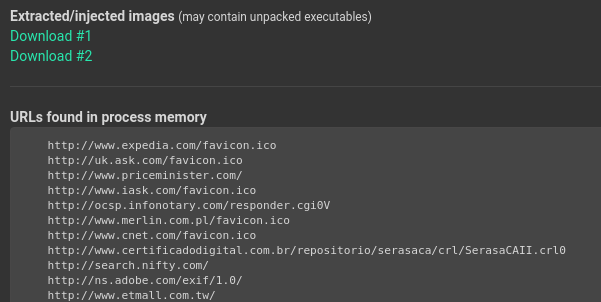 Extracted/injected images (may contain unpacked executables)
Download #1
Download #2
URLs found in process memory
http://www.expedia.com/favicon.ico
http://uk.ask.com/favicon.ico
http://www.priceminister.com/
http://www.iask.com/favicon.ico
http://ocsp.infonotary.com/responder.cgi0V
http://www.merlin.com.pl/favicon.ico
http://www.cnet.com/favicon.ico
http://www.certificadodigital.com.br/repositorio/serasaca/crl/SerasaCAII.crl0
http://search.nifty.com/
http://ns.adobe.com/exif/1.0/
http://www.etmall.com.tw/